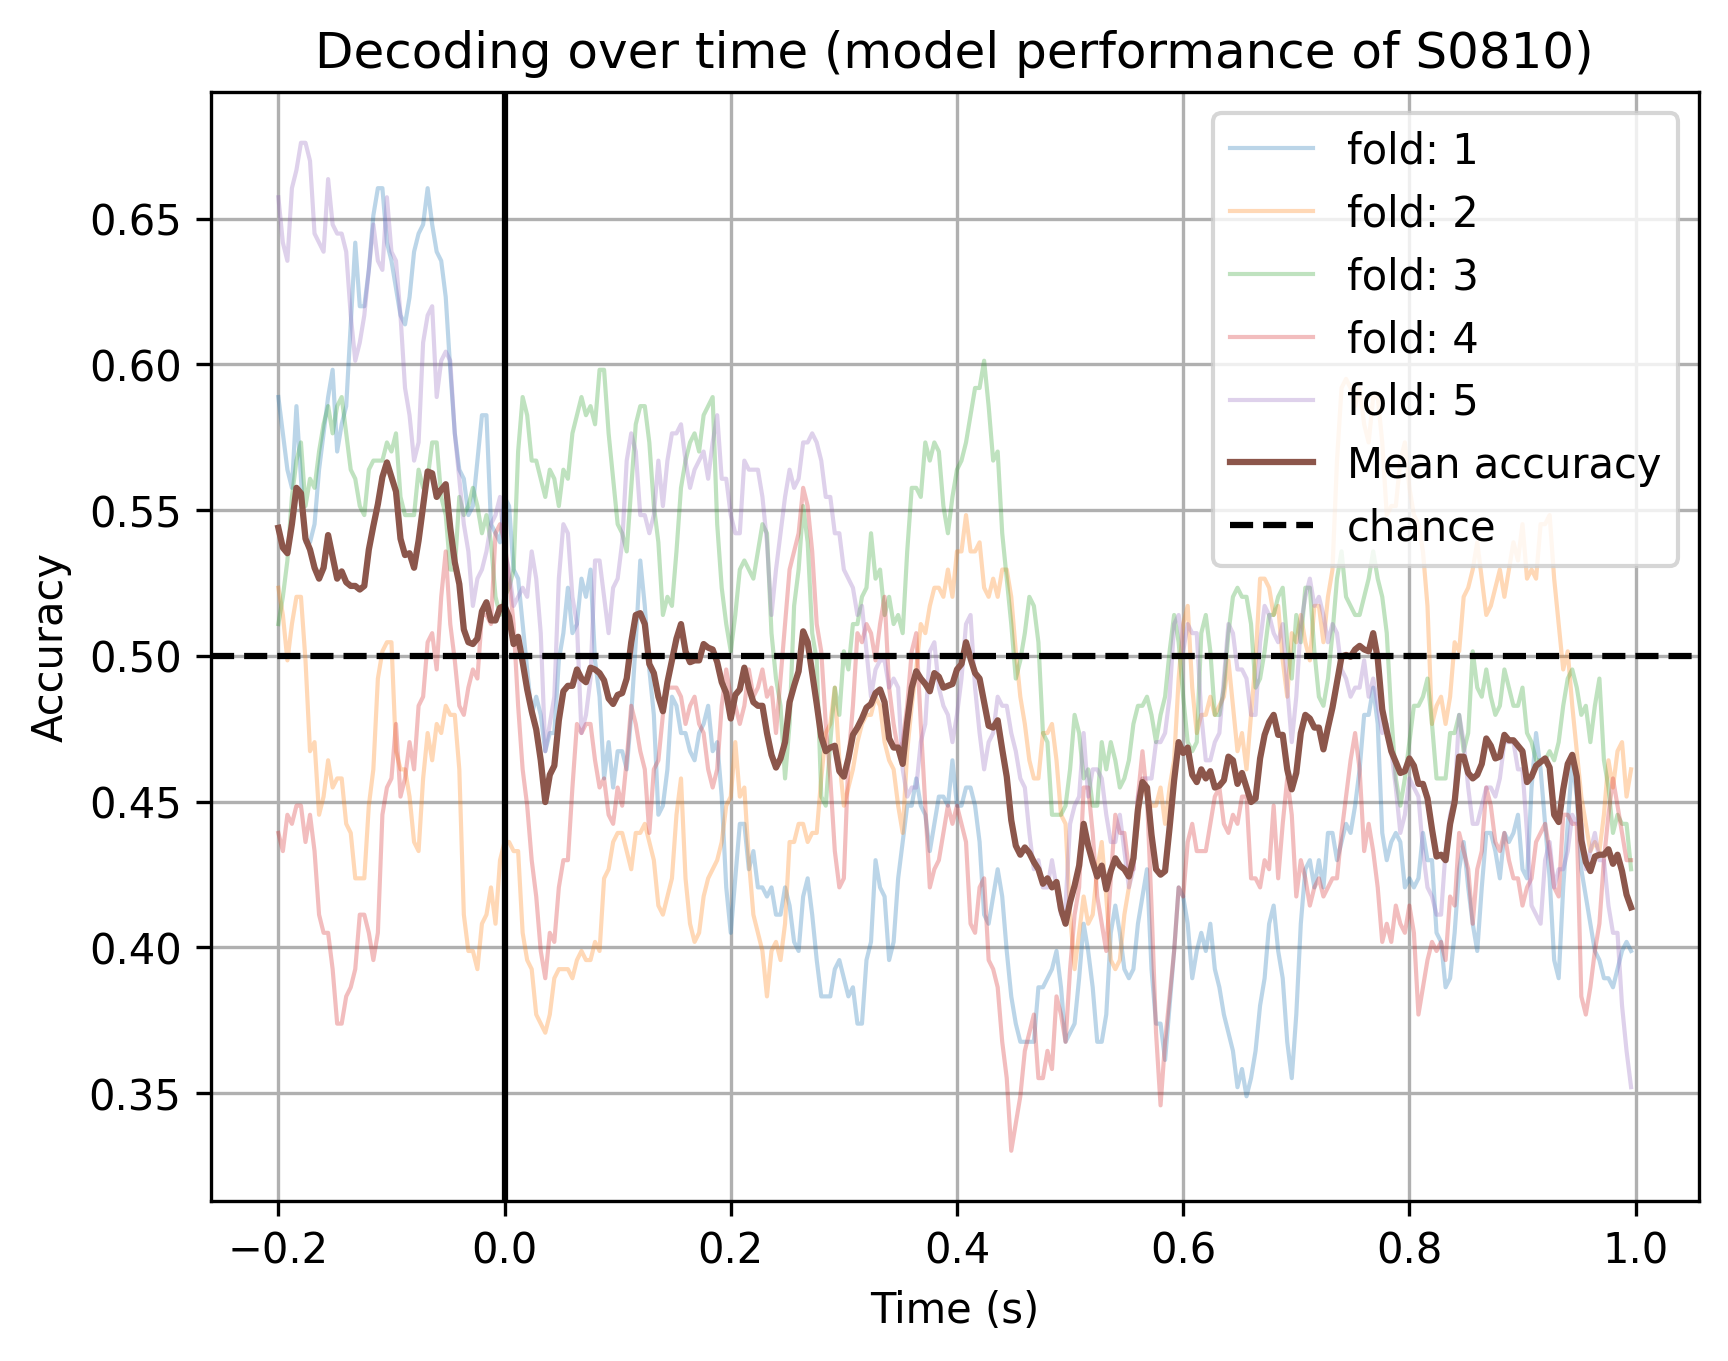 Decoding over time (model performance of S0810)
fold: 1
fold: 2
fold: 3
fold: 4
fold: 5
Mean accuracy
chance
Accuracy
0.65
0.60
0.55
0.50
0.45
0.40
0.35
−0.2
0.0
0.2
0.4
0.6
0.8
1.0
Time (s)